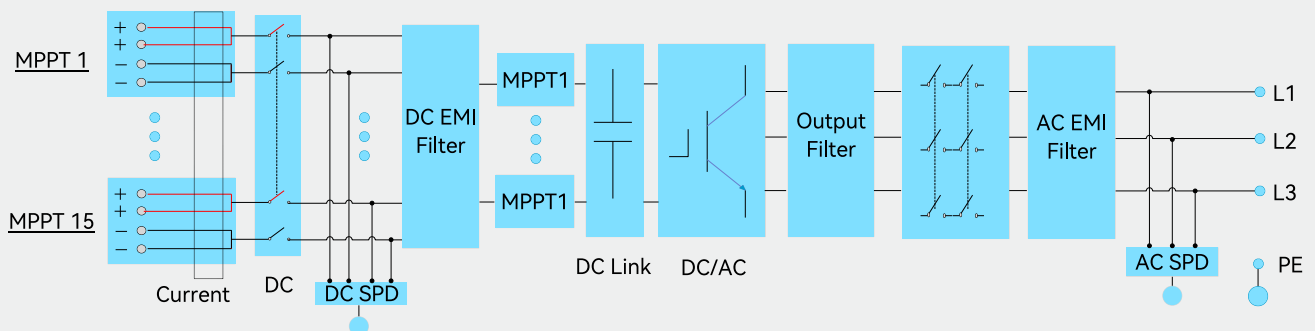 MPPT 1
+
+
−
−
MPPT 15
+
+
−
−
Current
DC
DC SPD
DC EMI
Filter
MPPT1
MPPT1
DC Link
DC/AC
Output
Filter
AC EMI
Filter
L1
L2
L3
AC SPD
PE